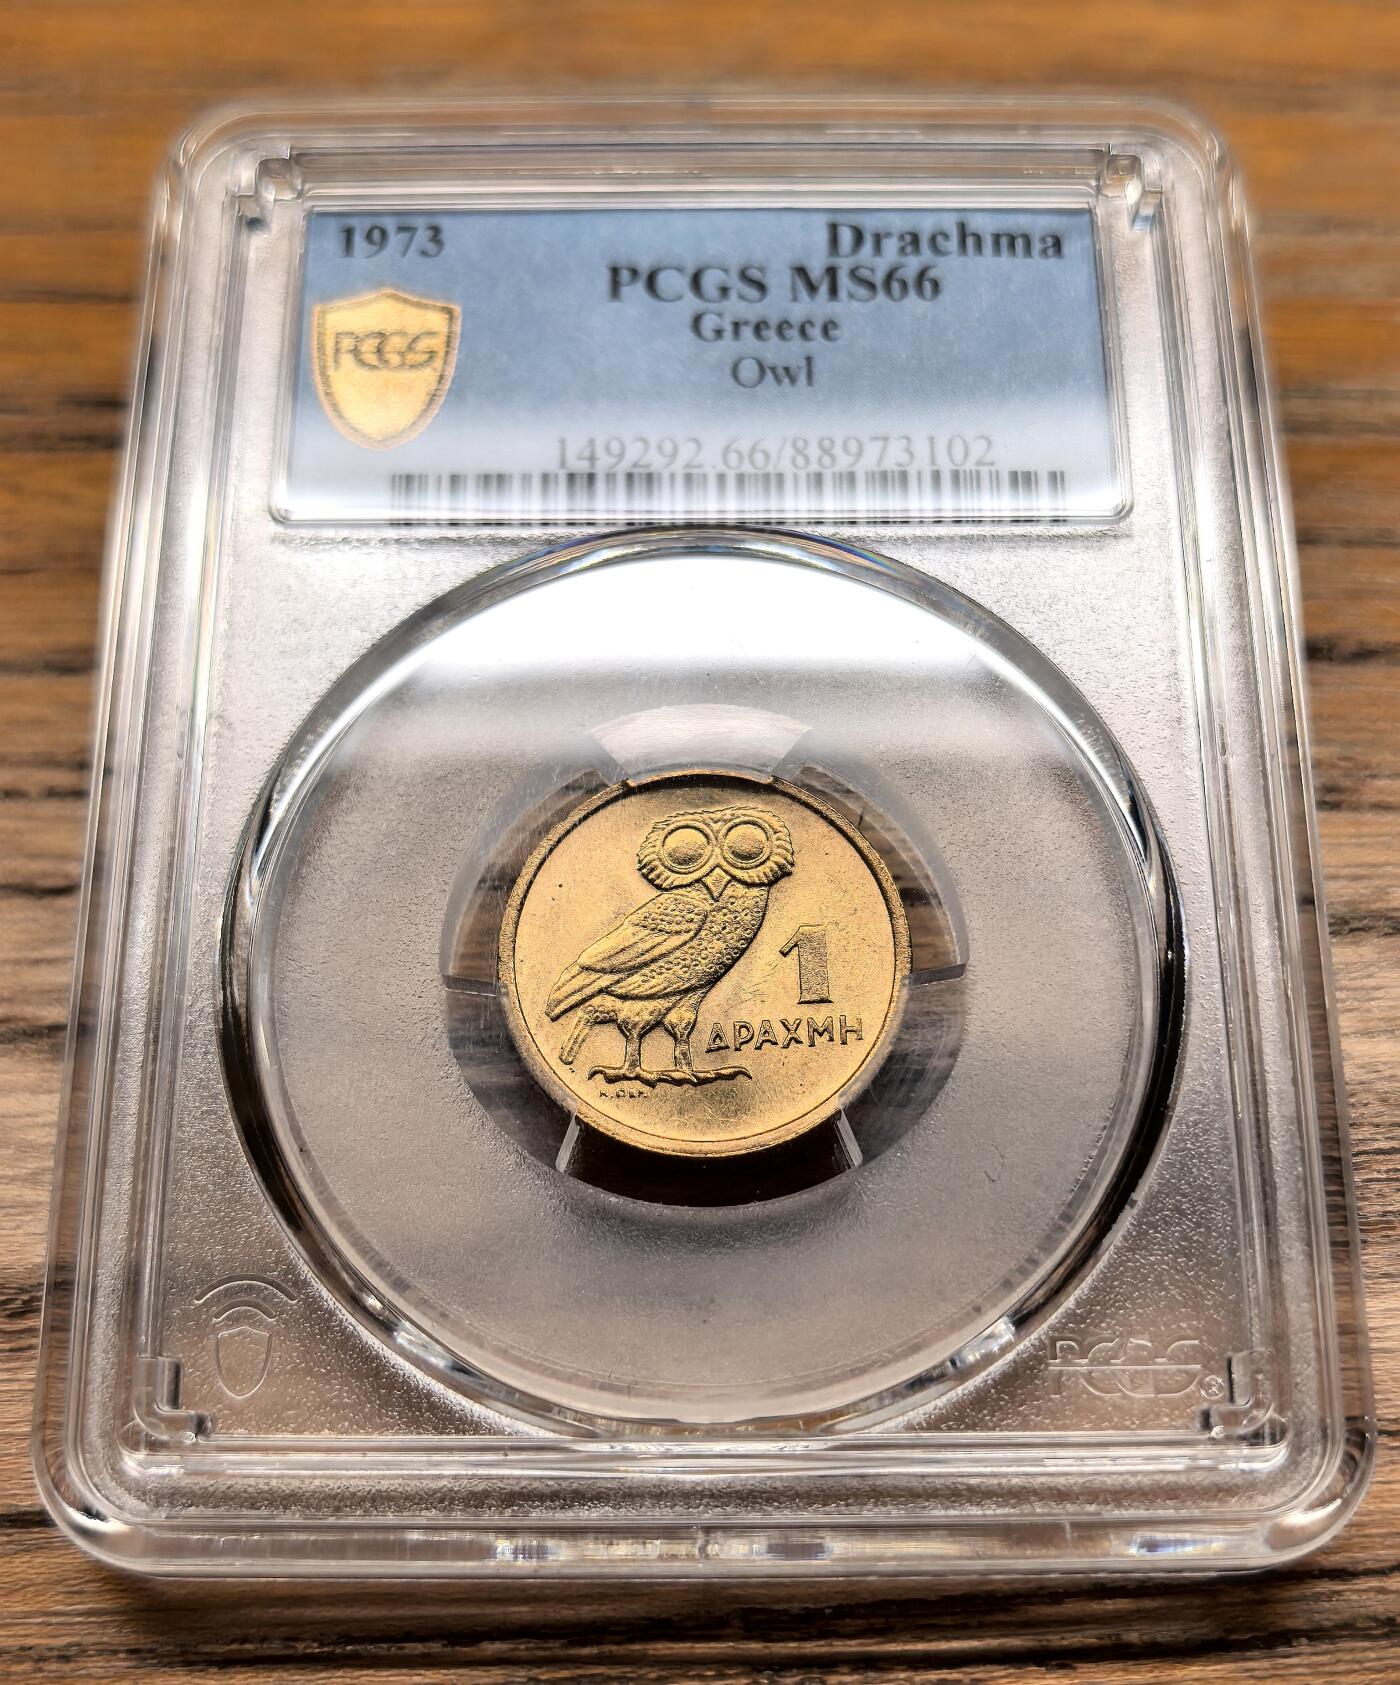 1973 Drachma
PCGS MS66
Greece
Owl
PCGS
149292.66/88973102
1
ΔΡΑΧΜΗ
PCGS